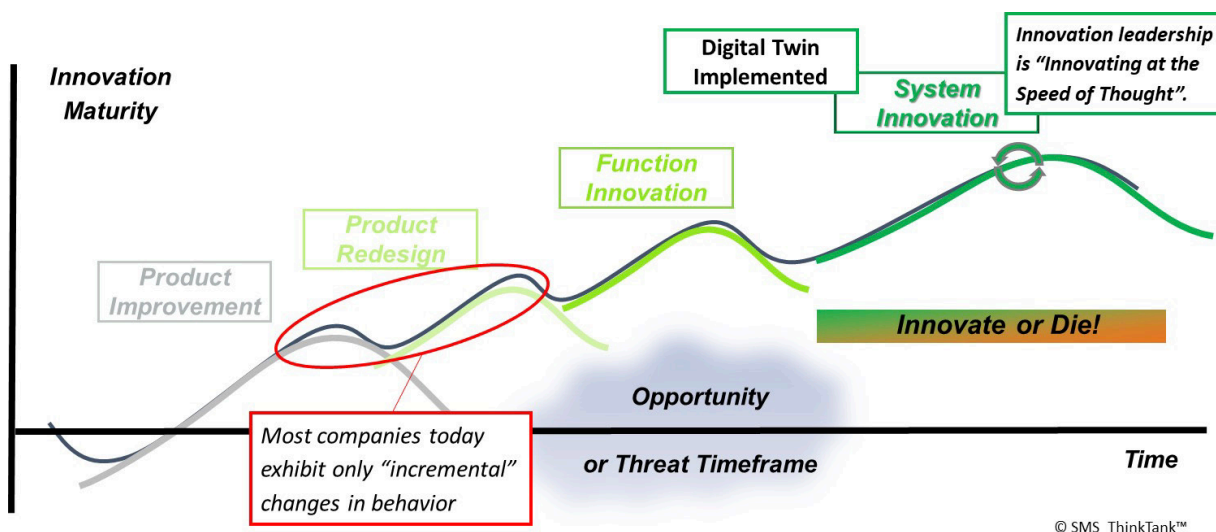 Innovation
Maturity
Digital Twin
Implemented
System
Innovation
Innovation leadership
is “Innovating at the
Speed of Thought”.
Function
Innovation
Product
Redesign
Product
Improvement
Innovate or Die!
Most companies today
exhibit only “incremental”
changes in behavior
Opportunity
or Threat Timeframe
Time
© SMS_ThinkTank™